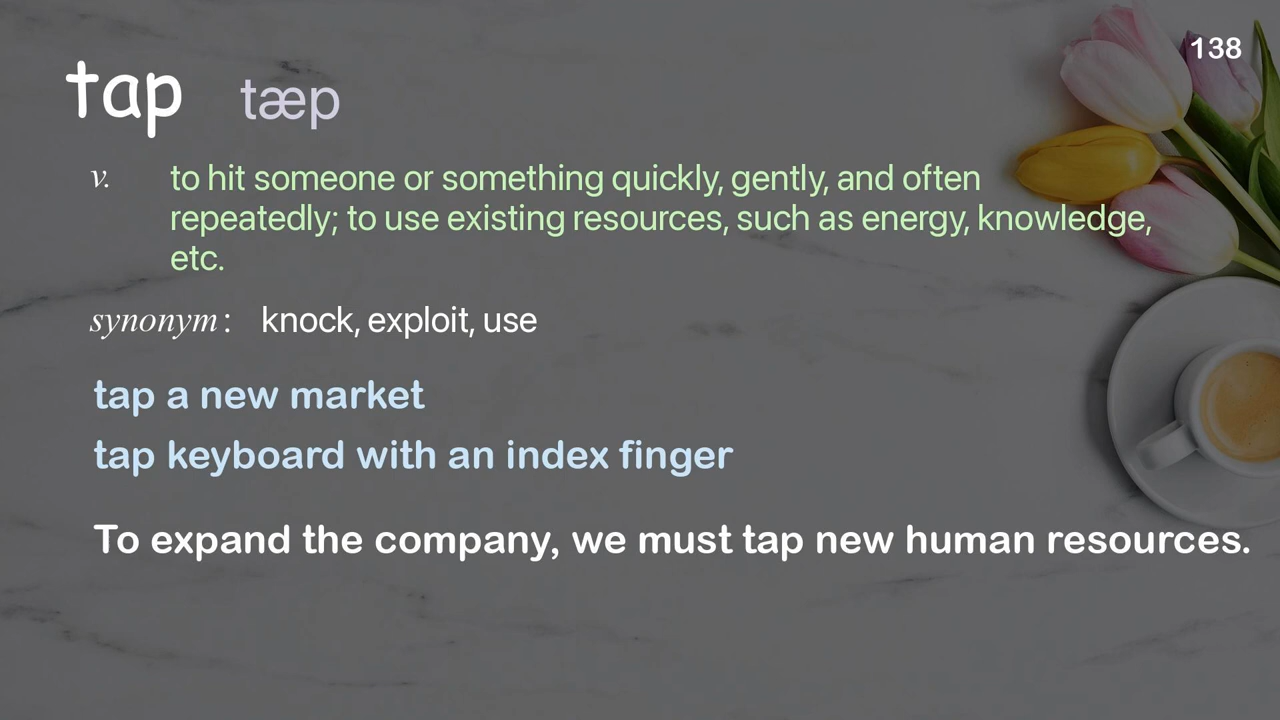 138
tap tæp
v. to hit someone or something quickly, gently, and often
repeatedly; to use existing resources, such as energy, knowledge,
etc.
synonym: knock, exploit, use
tap a new market
tap keyboard with an index finger
To expand the company, we must tap new human resources.